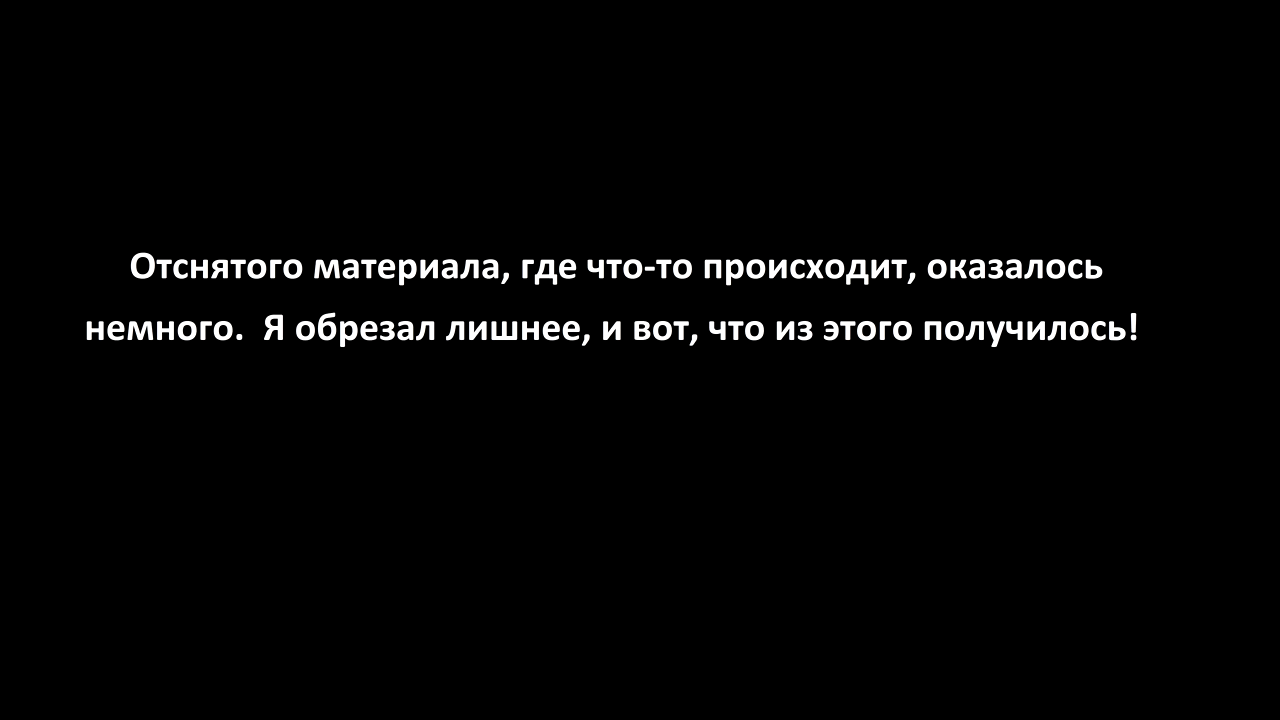 Отснятого материала, где что-то происходит, оказалось
немного.  Я обрезал лишнее, и вот, что из этого получилось!